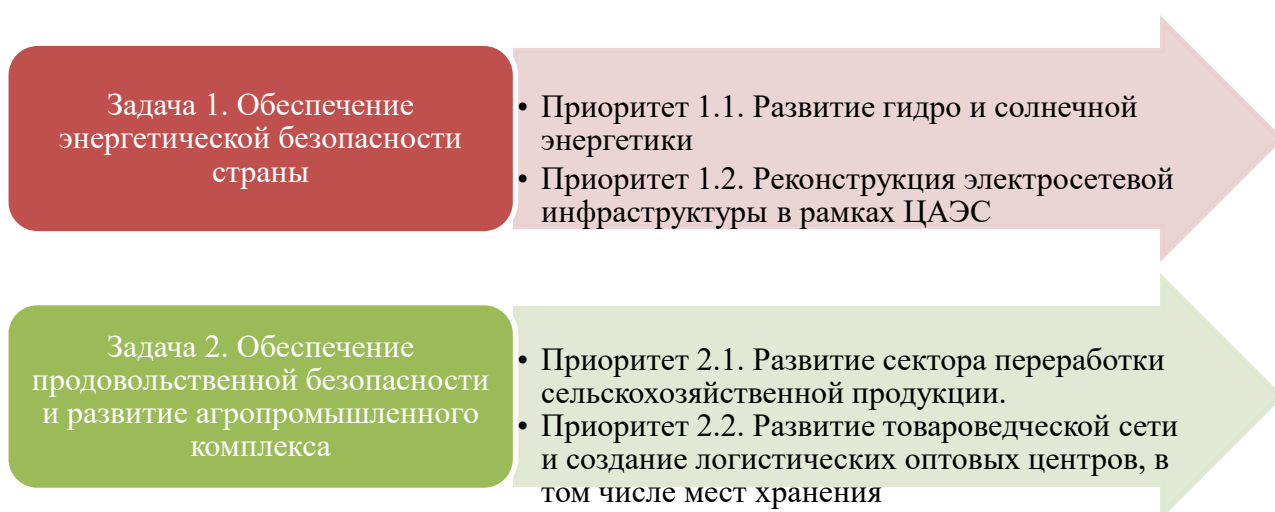 Задача 1. Обеспечение
энергетической безопасности
страны
• Приоритет 1.1. Развитие гидро и солнечной
энергетики
• Приоритет 1.2. Реконструкция электросетевой
инфраструктуры в рамках ЦАЭС
Задача 2. Обеспечение
продовольственной безопасности
и развитие агропромышленного
комплекса
• Приоритет 2.1. Развитие сектора переработки
сельскохозяйственной продукции.
• Приоритет 2.2. Развитие товароведческой сети
и создание логистических оптовых центров, в
том числе мест хранения